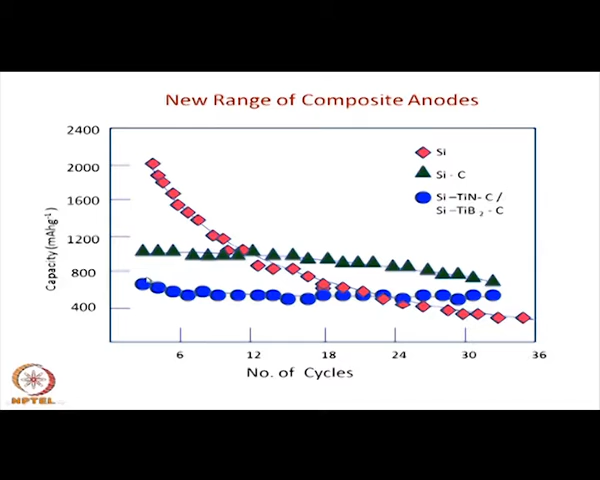 New Range of Composite Anodes
2400
2000
1600
1200
800
400
Capacity (mAhg⁻¹)
Si
Si - C
Si –TiN- C /
Si –TiB₂ - C
6
12
18
24
30
36
No. of Cycles
NPTEL